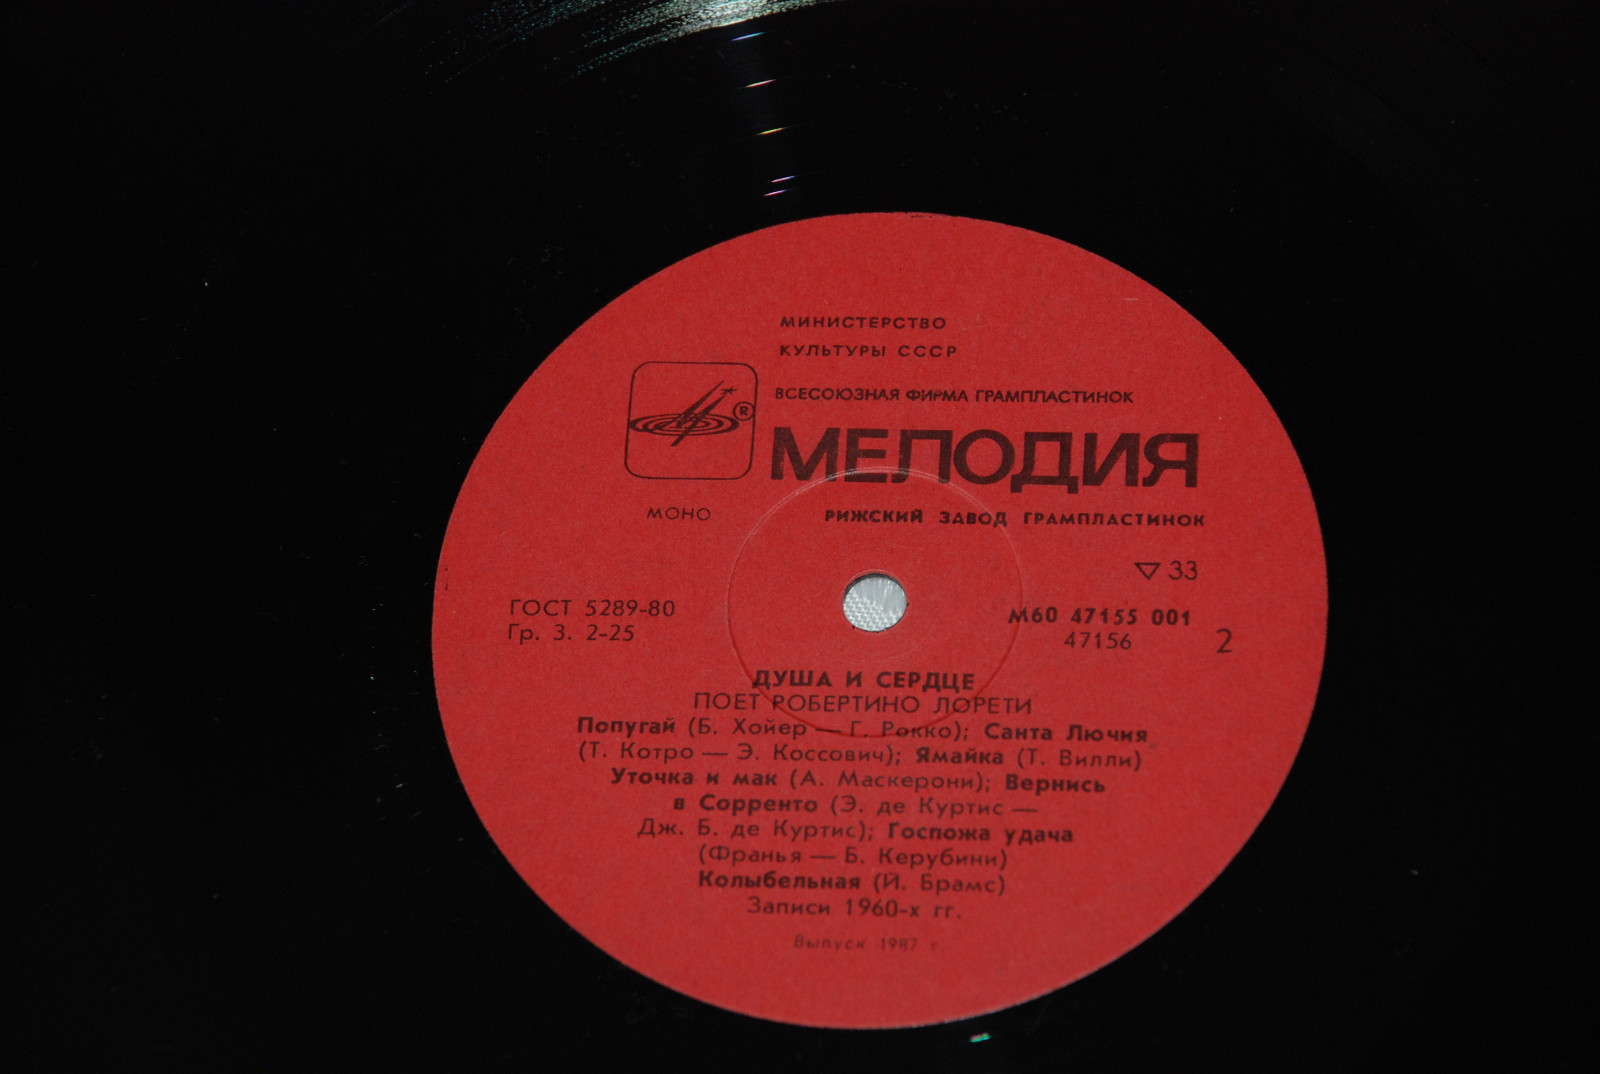 МИНИСТЕРСТВО
КУЛЬТУРЫ СССР
ВСЕСОЮЗНАЯ ФИРМА ГРАМПЛАСТИНОК
®
МЕЛОДИЯ
МОНО
РИЖСКИЙ ЗАВОД ГРАМПЛАСТИНОК
▽ 33
ГОСТ 5289-80
Гр. 3. 2-25
М60 47155 001
47156
2
ДУША И СЕРДЦЕ
ПОЕТ РОБЕРТИНО ЛОРЕТИ
Попугай (Б. Хойер — Г. Рокко); Санта Лючия
(Т. Котро — Э. Коссович); Ямайка (Т. Вилли)
Уточка и мак (А. Маскерони); Вернись
в Сорренто (Э. де Куртис —
Дж. Б. де Куртис); Госпожа удача
(Франья — Б. Керубини)
Колыбельная (Й. Брамс)
Записи 1960-х гг.
Выпуск 1987 г.